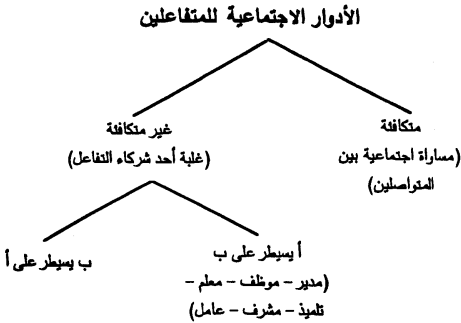 الأدوار الاجتماعية للمتفاعلين
متكافئة
(مساراة اجتماعية بين
المتواصلين)
غير متكافئة
(غلبة أحد شركاء التفاعل)
أ يسيطر على ب
(مدير – موظف – معلم –
تلميذ – مشرف – عامل)
ب يسيطر على أ